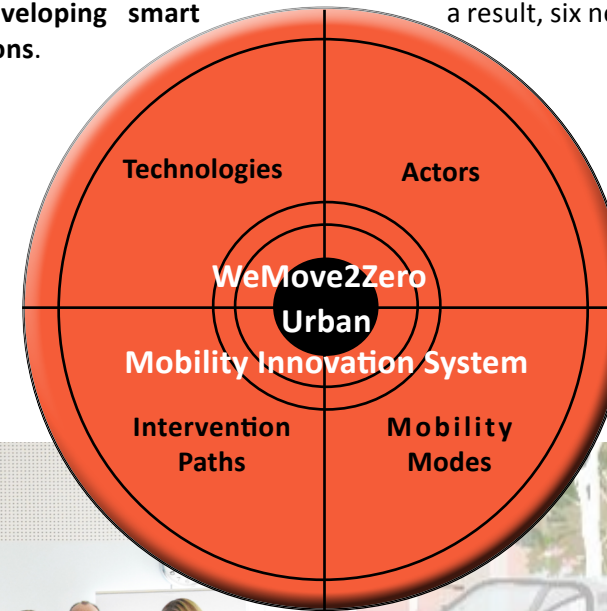 veloping smart
ons.
a result, six ne
Technologies
Actors
WeMove2Zero
Urban
Mobility Innovation System
Intervention
Paths
Mobility
Modes